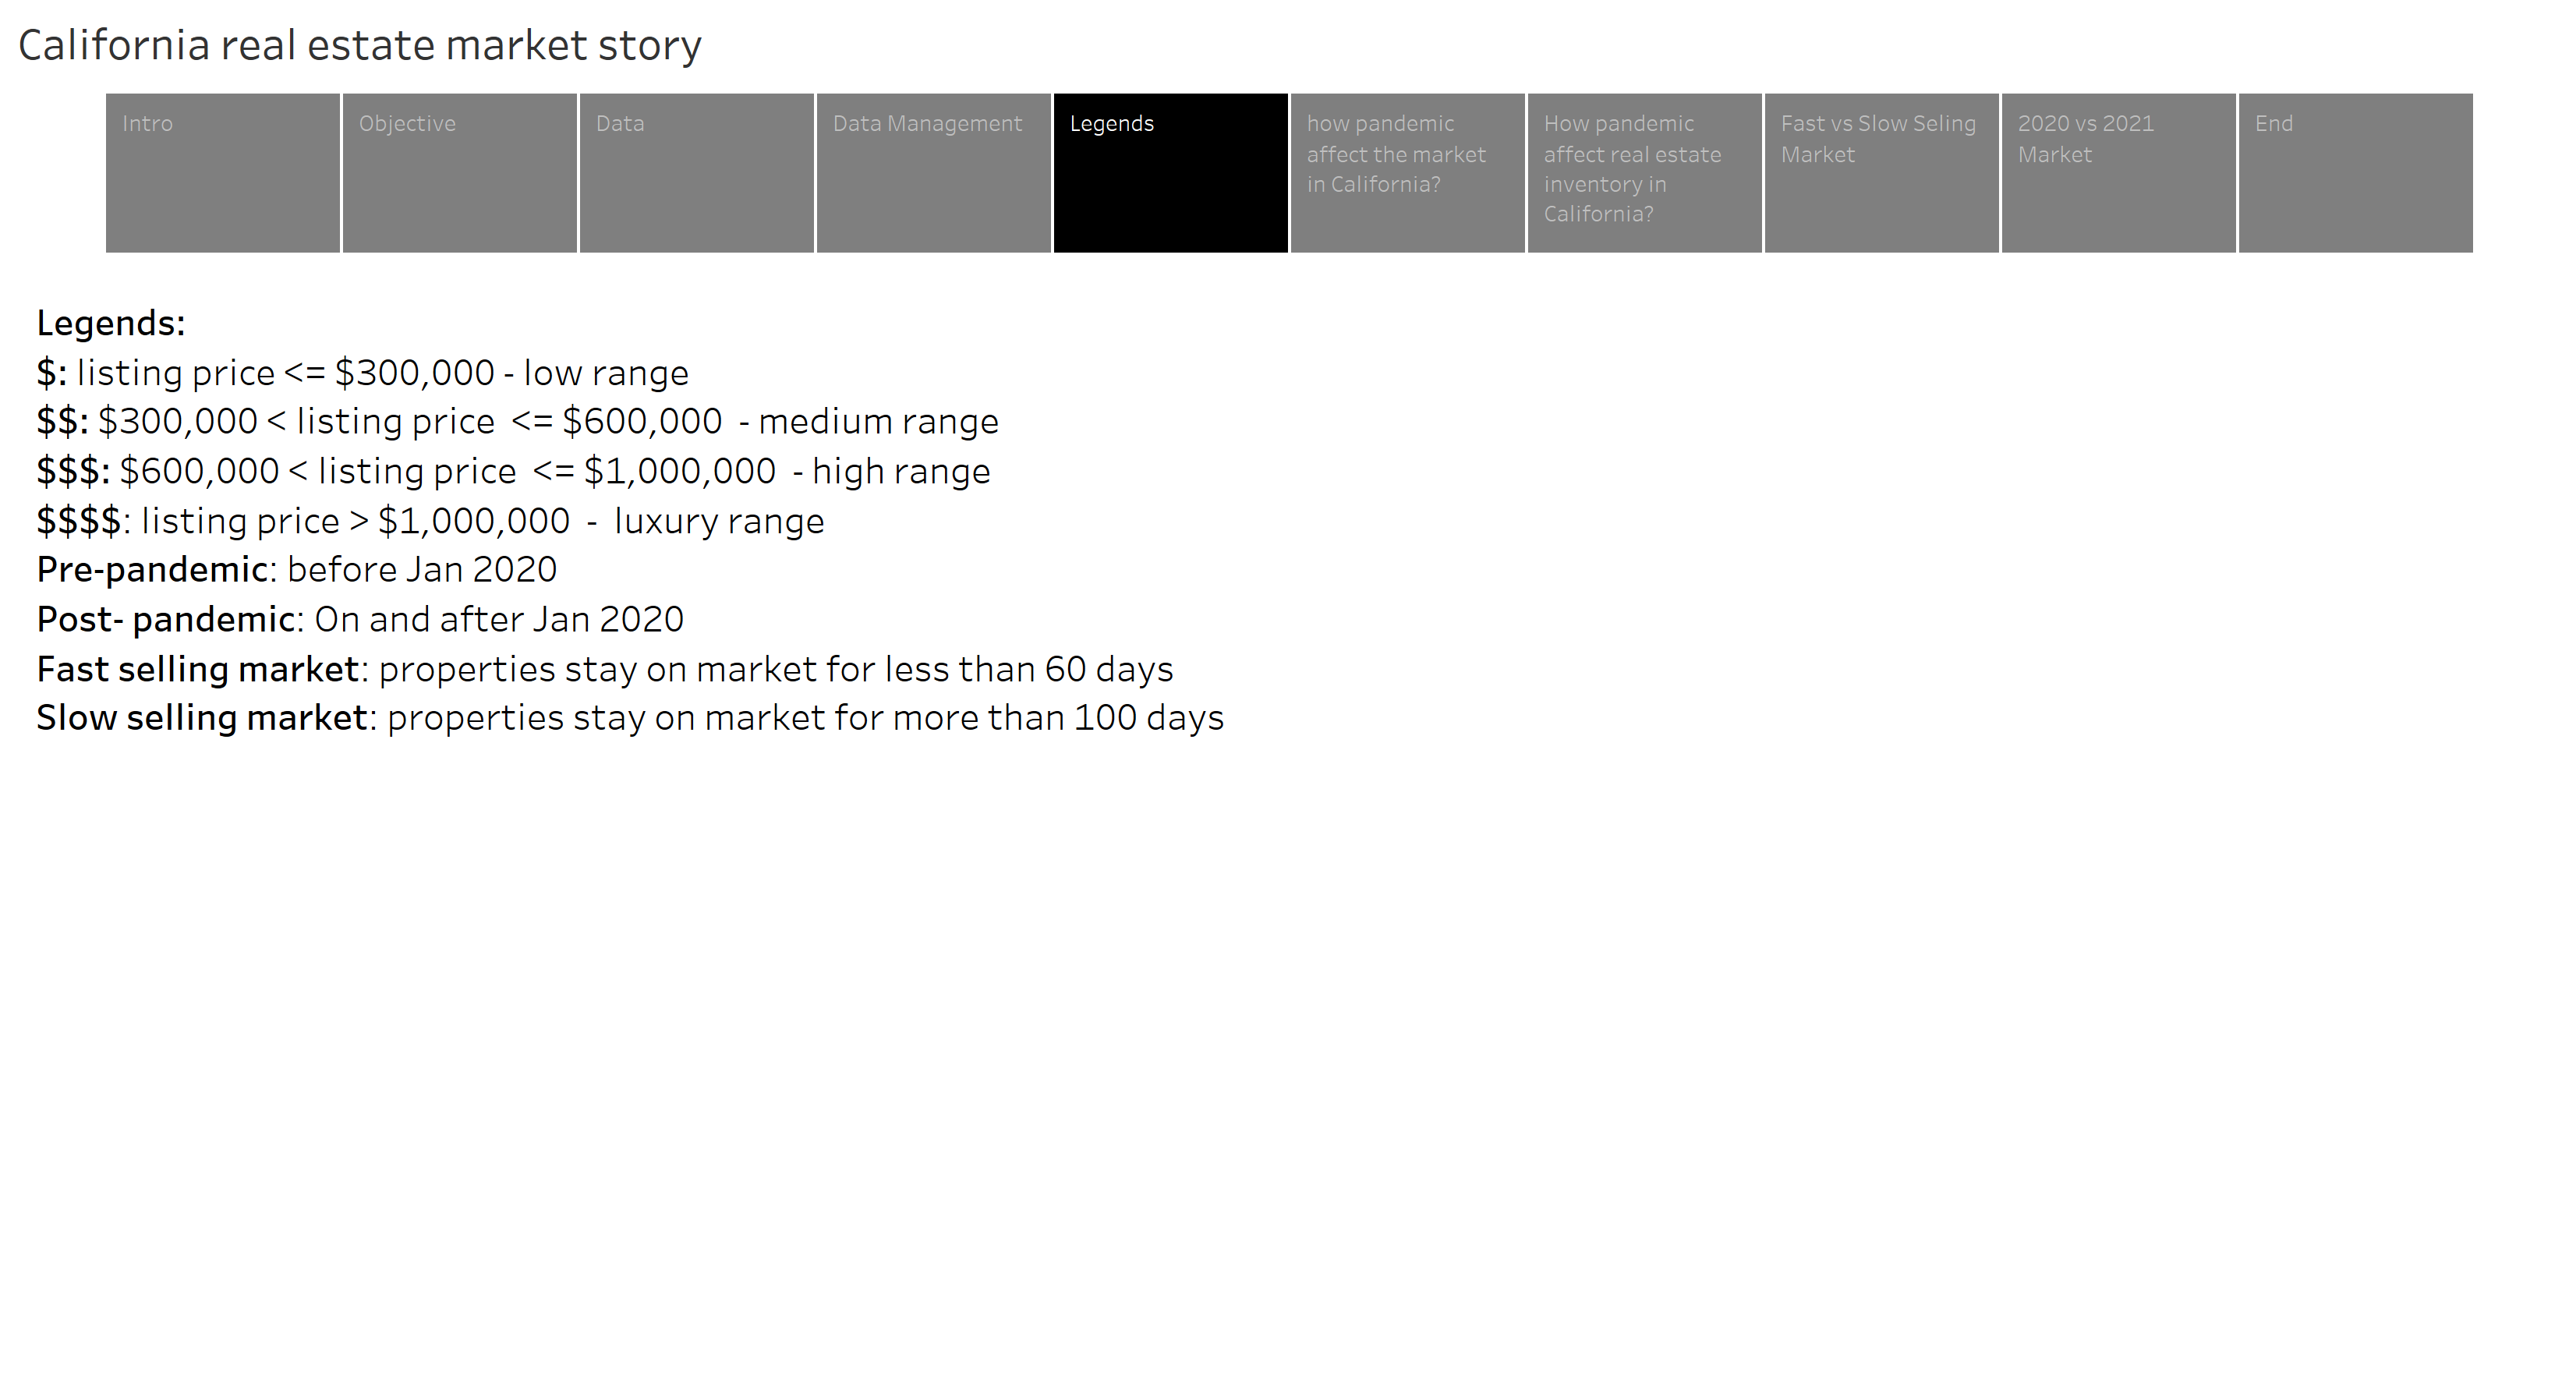 California real estate market story
Intro
Objective
Data
Data Management
Legends
how pandemic
affect the market
in California?
How pandemic
affect real estate
inventory in
California?
Fast vs Slow Seling
Market
2020 vs 2021
Market
End
Legends:
$: listing price <= $300,000 - low range
$$: $300,000 < listing price  <= $600,000  - medium range
$$$: $600,000 < listing price  <= $1,000,000  - high range
$$$$: listing price > $1,000,000  -  luxury range
Pre-pandemic: before Jan 2020
Post- pandemic: On and after Jan 2020
Fast selling market: properties stay on market for less than 60 days
Slow selling market: properties stay on market for more than 100 days